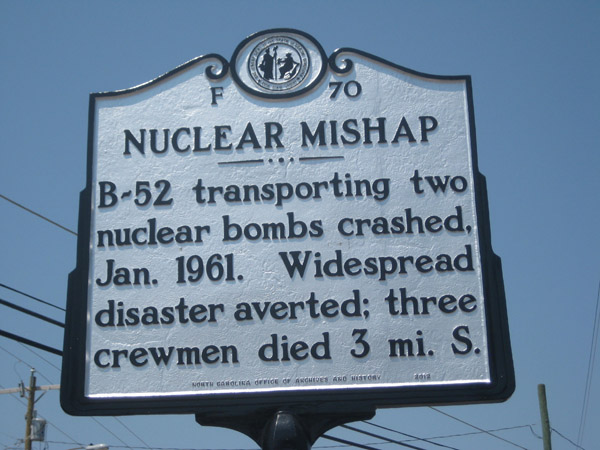 F 70
NUCLEAR MISHAP
B-52 transporting two
nuclear bombs crashed,
Jan. 1961. Widespread
disaster averted; three
crewmen died 3 mi. S.
NORTH CAROLINA OFFICE OF ARCHIVES AND HISTORY 2012